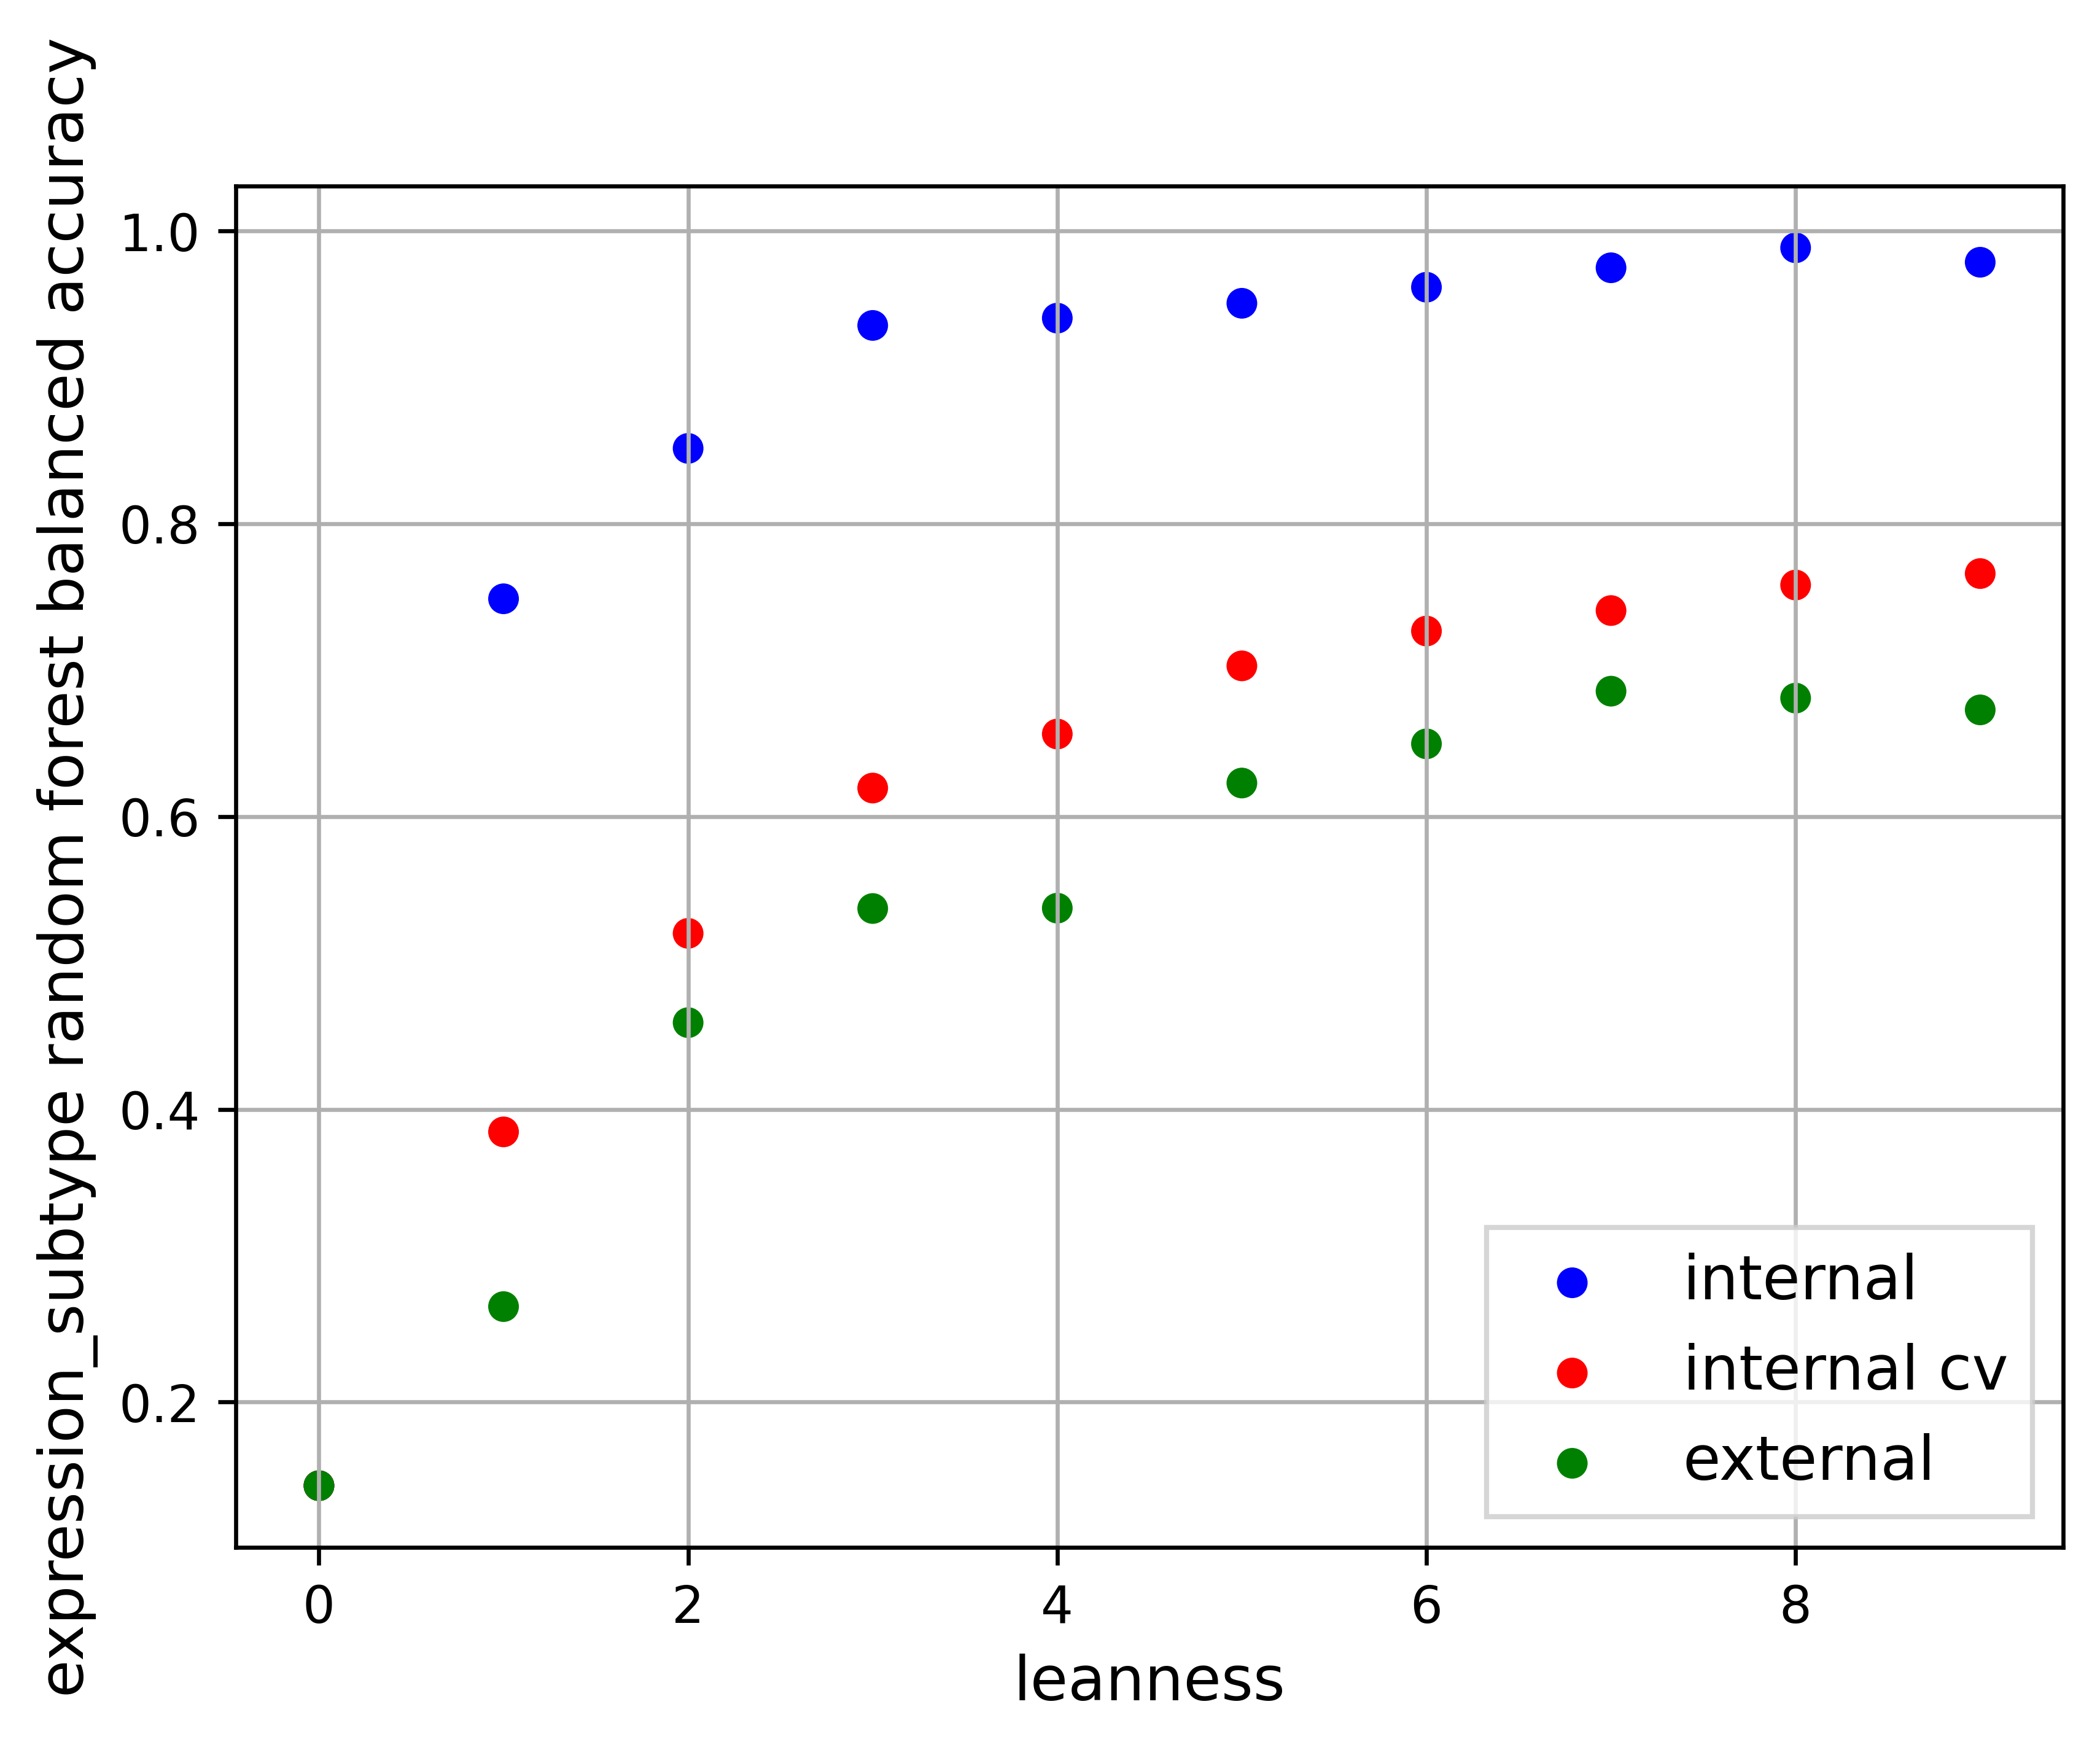 expression_subtype random forest balanced accuracy
1.0
0.8
0.6
0.4
0.2
0 2 4 6 8
leanness
internal
internal cv
external